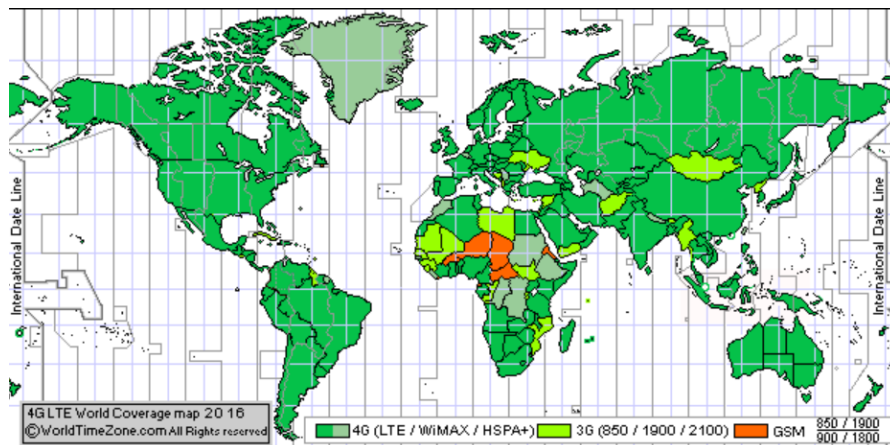 International Date Line
International Date Line
4G LTE World Coverage map 2016
©WorldTimeZone.com All Rights reserved
4G (LTE / WiMAX / HSPA+)
3G (850 / 1900 / 2100)
GSM
850 / 1900
900 / 1800